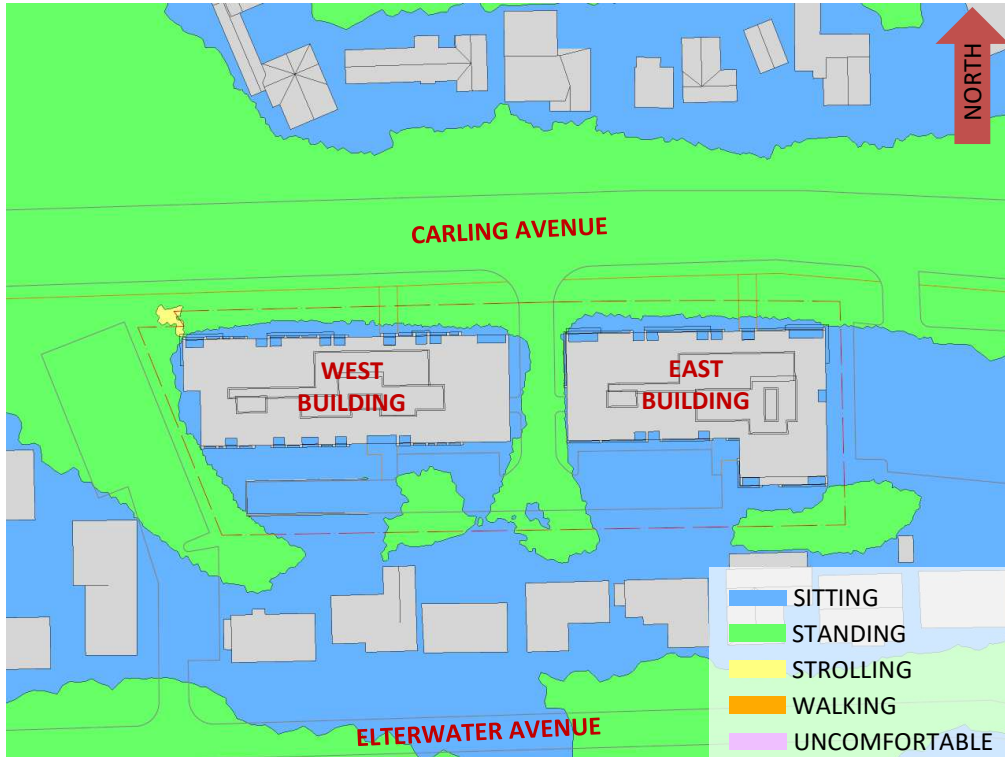 NORTH
CARLING AVENUE
WEST
BUILDING
EAST
BUILDING
SITTING
STANDING
STROLLING
WALKING
UNCOMFORTABLE
ELTERWATER AVENUE